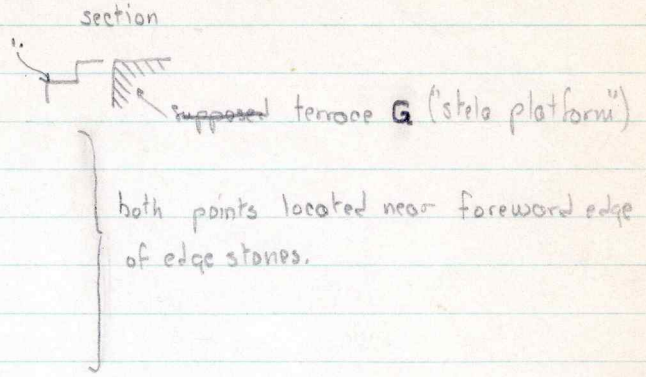 section
supposed terrace G ("stela platform")
both points located near foreword edge
of edge stones.